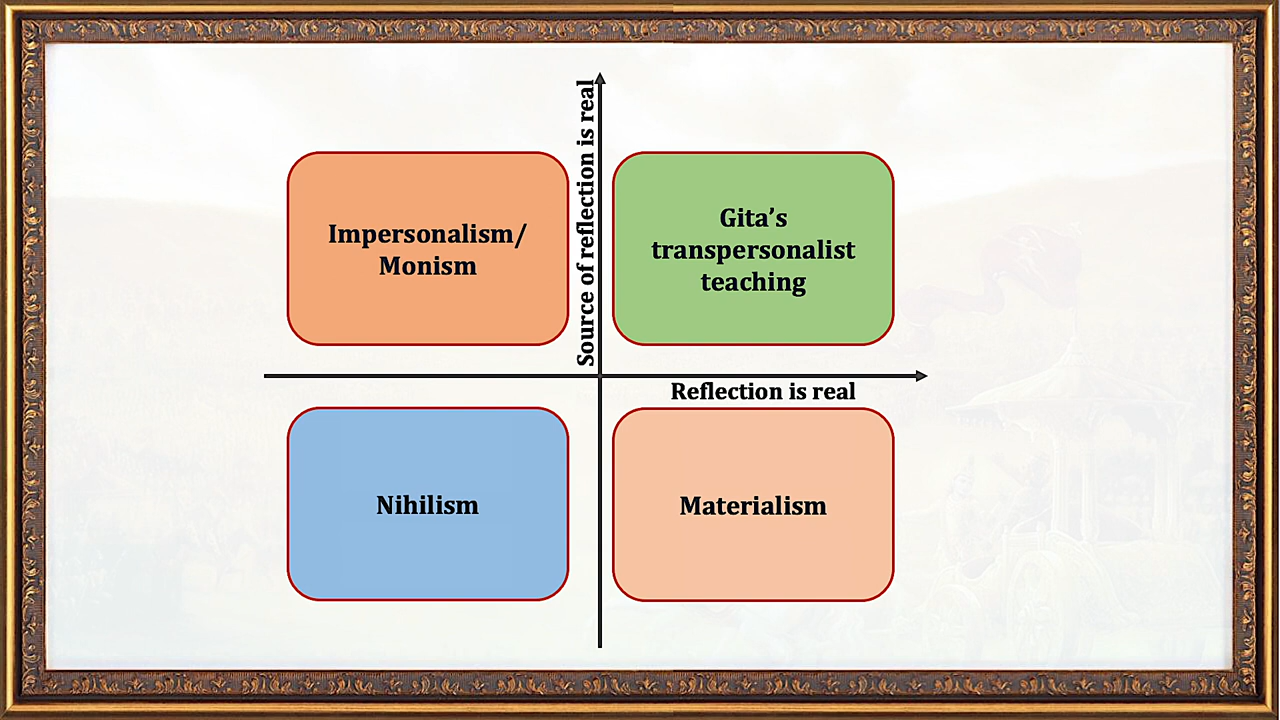 Source of reflection is real
Impersonalism/
Monism
Gita’s
transpersonalist
teaching
Reflection is real
Nihilism
Materialism